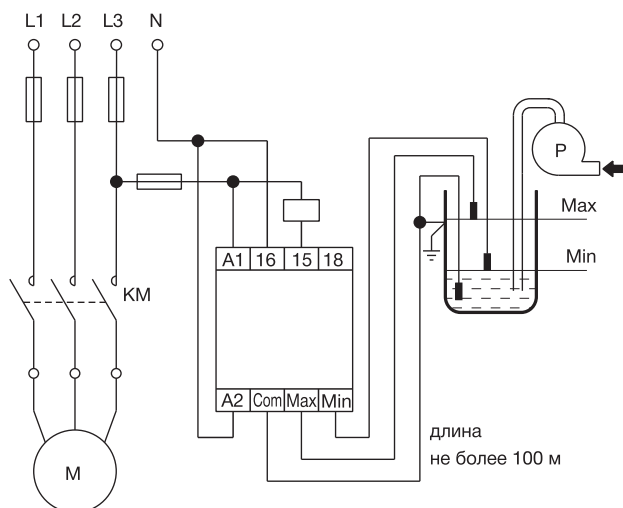 L1 L2 L3 N
P
Max
Min
A1 16 15 18
KM
A2 Com Max Min
длина
не более 100 м
M